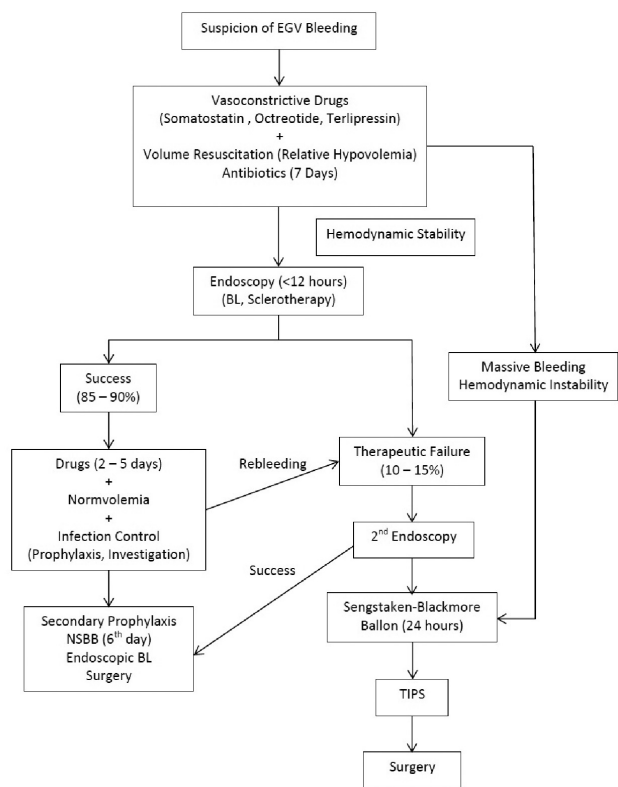 Suspicion of EGV Bleeding
Vasoconstrictive Drugs
(Somatostatin , Octreotide, Terlipressin)
+
Volume Resuscitation (Relative Hypovolemia)
Antibiotics (7 Days)
Hemodynamic Stability
Endoscopy (<12 hours)
(BL, Sclerotherapy)
Massive Bleeding
Hemodynamic Instability
Success
(85 – 90%)
Therapeutic Failure
(10 – 15%)
Drugs (2 – 5 days)
+
Normvolemia
+
Infection Control
(Prophylaxis, Investigation)
Rebleeding
2nd Endoscopy
Success
Sengstaken-Blackmore
Ballon (24 hours)
Secondary Prophylaxis
NSBB (6th day)
Endoscopic BL
Surgery
TIPS
Surgery